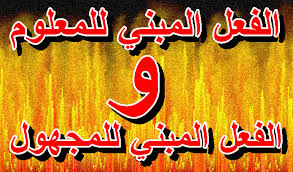 الفعل المبني للمعلوم
و
الفعل المبني للمجهول